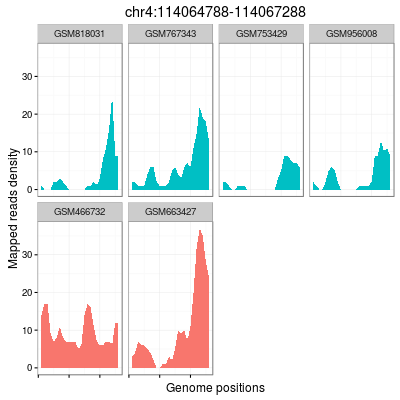 chr4:114064788-114067288
GSM818031 GSM767343 GSM753429 GSM956008
30
20
10
0
GSM466732 GSM663427
30
20
10
0
Mapped reads density
Genome positions